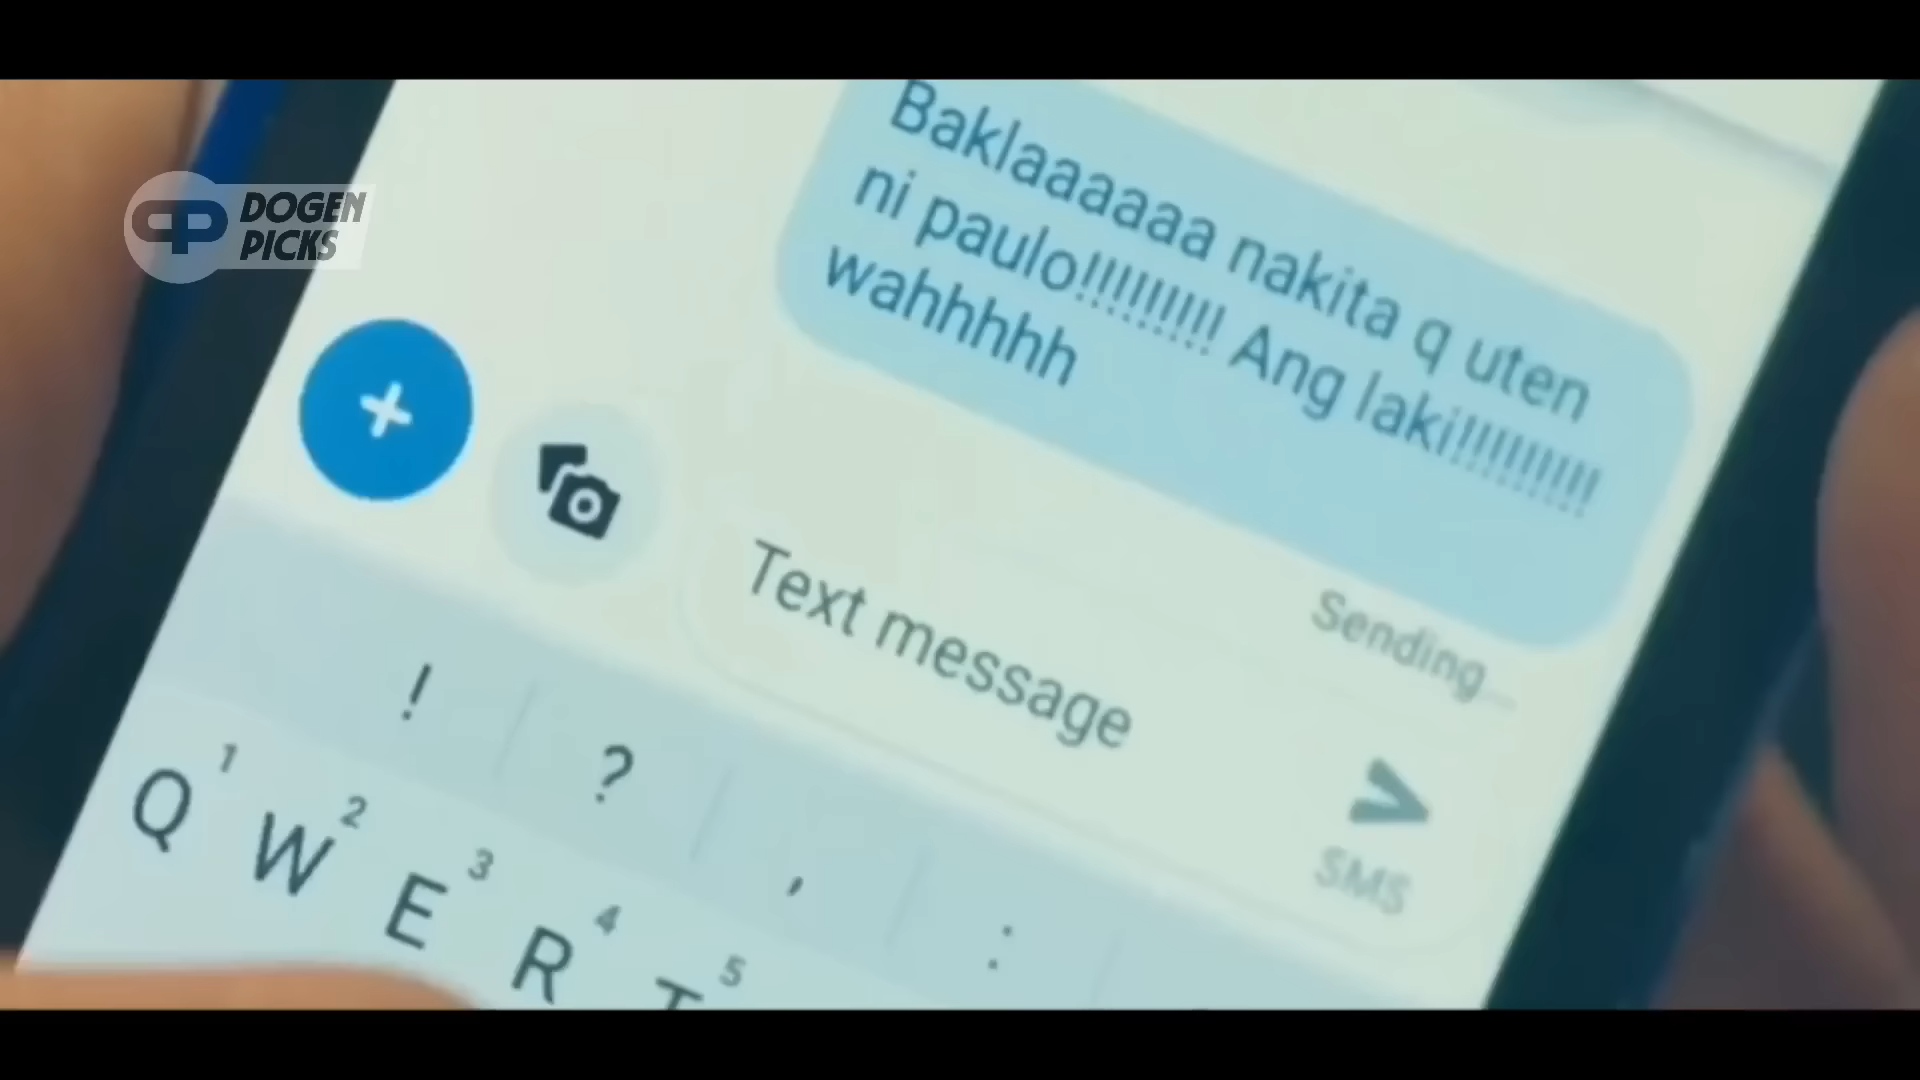 DOGEN
PICKS
Baklaaaaaa nakita q uten
ni paulo!!!!!!!!! Ang laki!!!!!!!!!!
wahhhhh
Sending...
Text message
SMS
! ? , :
1 2 3 4 5
Q W E R T